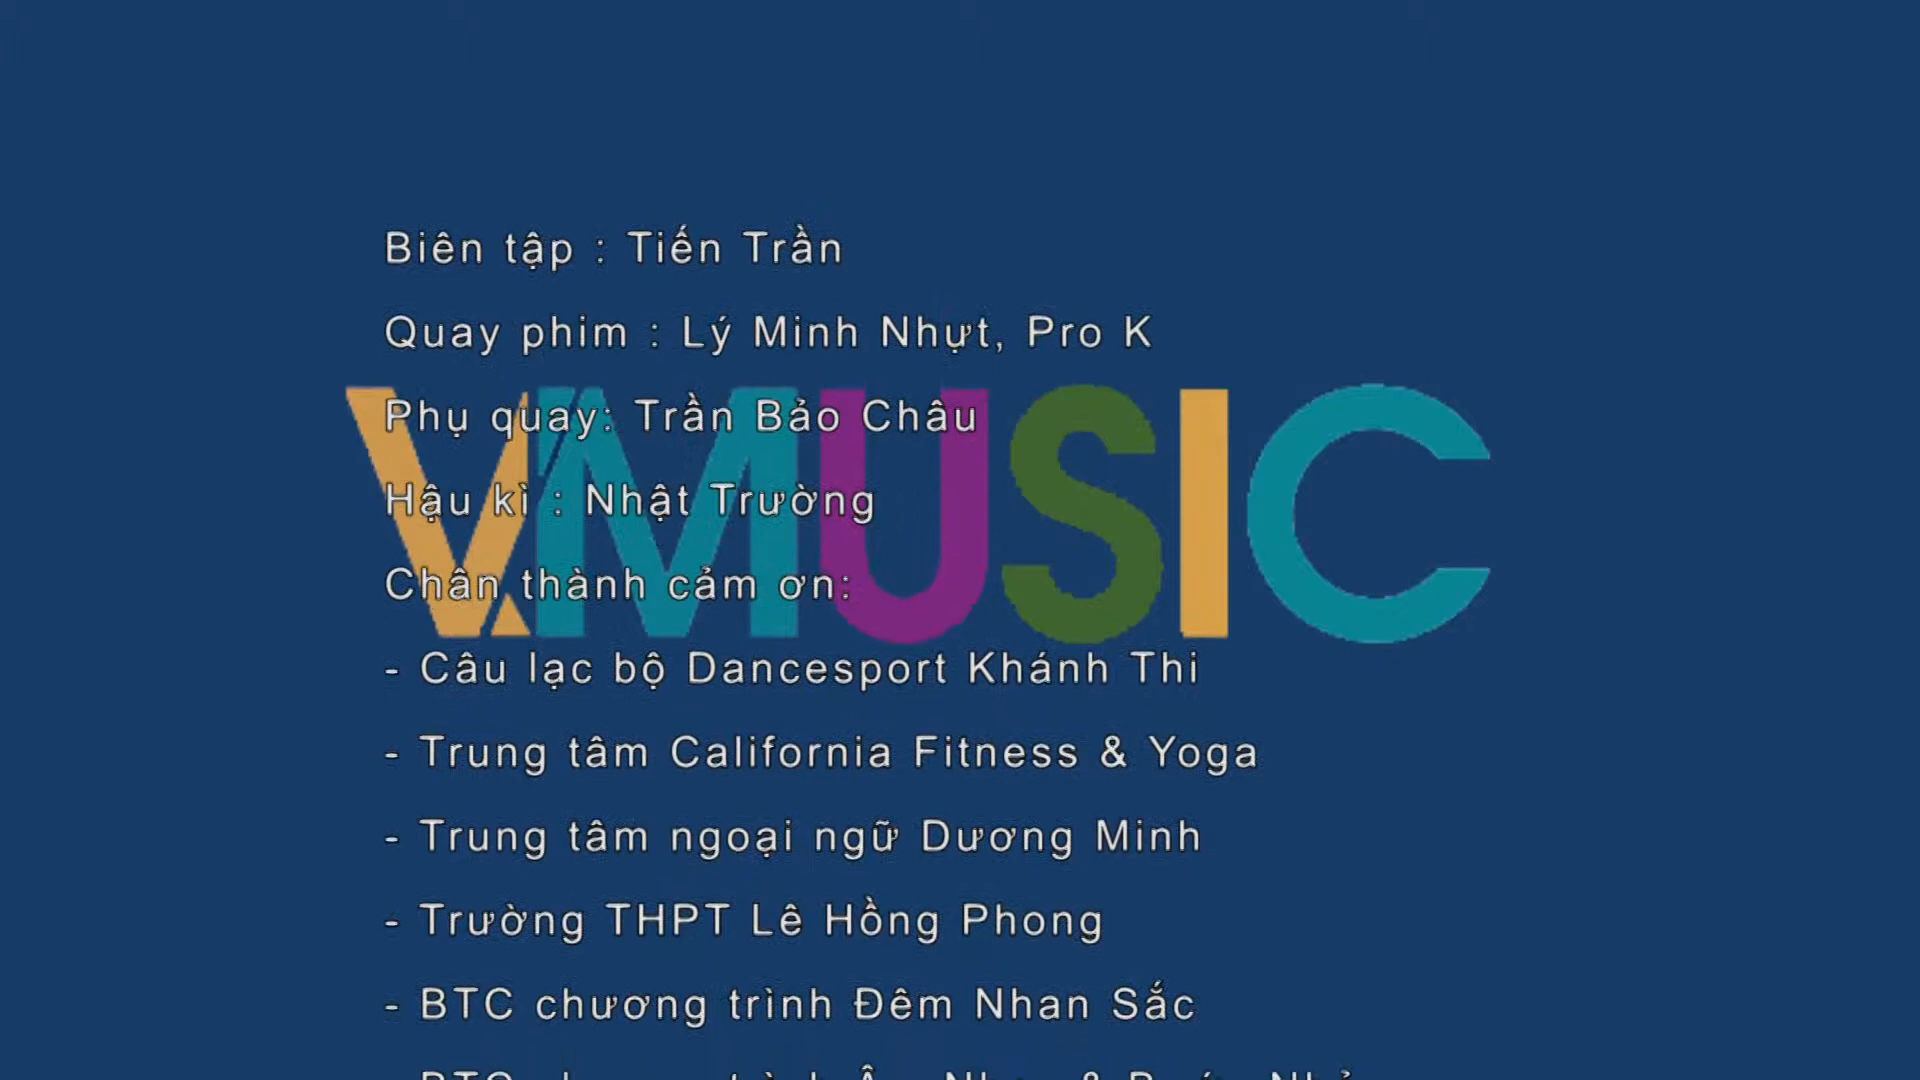 Biên tập : Tiến Trần
Quay phim : Lý Minh Nhựt, Pro K
Phụ quay: Trần Bảo Châu
VMUSIC
Hậu kì : Nhật Trường
Chân thành cảm ơn:
- Câu lạc bộ Dancesport Khánh Thi
- Trung tâm California Fitness & Yoga
- Trung tâm ngoại ngữ Dương Minh
- Trường THPT Lê Hồng Phong
- BTC chương trình Đêm Nhan Sắc